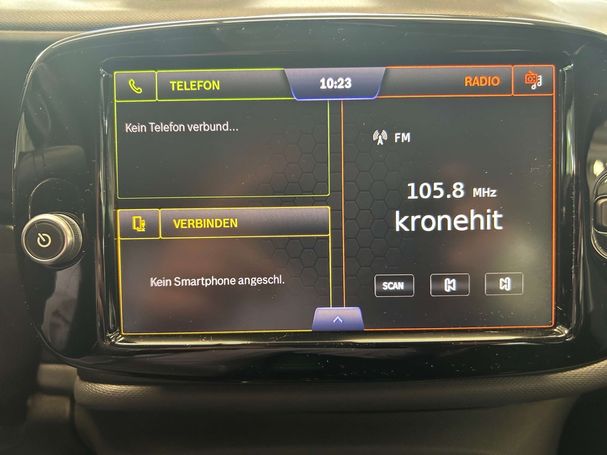 TELEFON
10:23
RADIO
Kein Telefon verbund...
FM
105.8 MHz
kronehit
VERBINDEN
Kein Smartphone angeschl.
SCAN